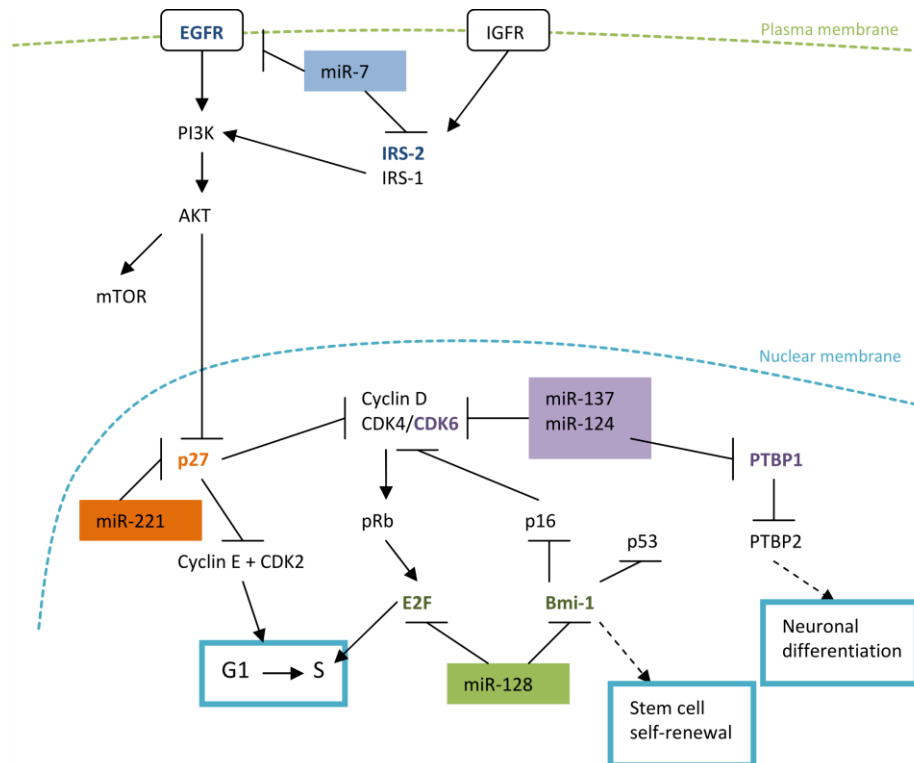 EGFR
IGFR
Plasma membrane
miR-7
PI3K
IRS-2
IRS-1
AKT
mTOR
Nuclear membrane
Cyclin D
CDK4/CDK6
miR-137
miR-124
p27
PTBP1
miR-221
pRb
p16
p53
PTBP2
Cyclin E + CDK2
E2F
Bmi-1
Neuronal
differentiation
G1 S
miR-128
Stem cell
self-renewal